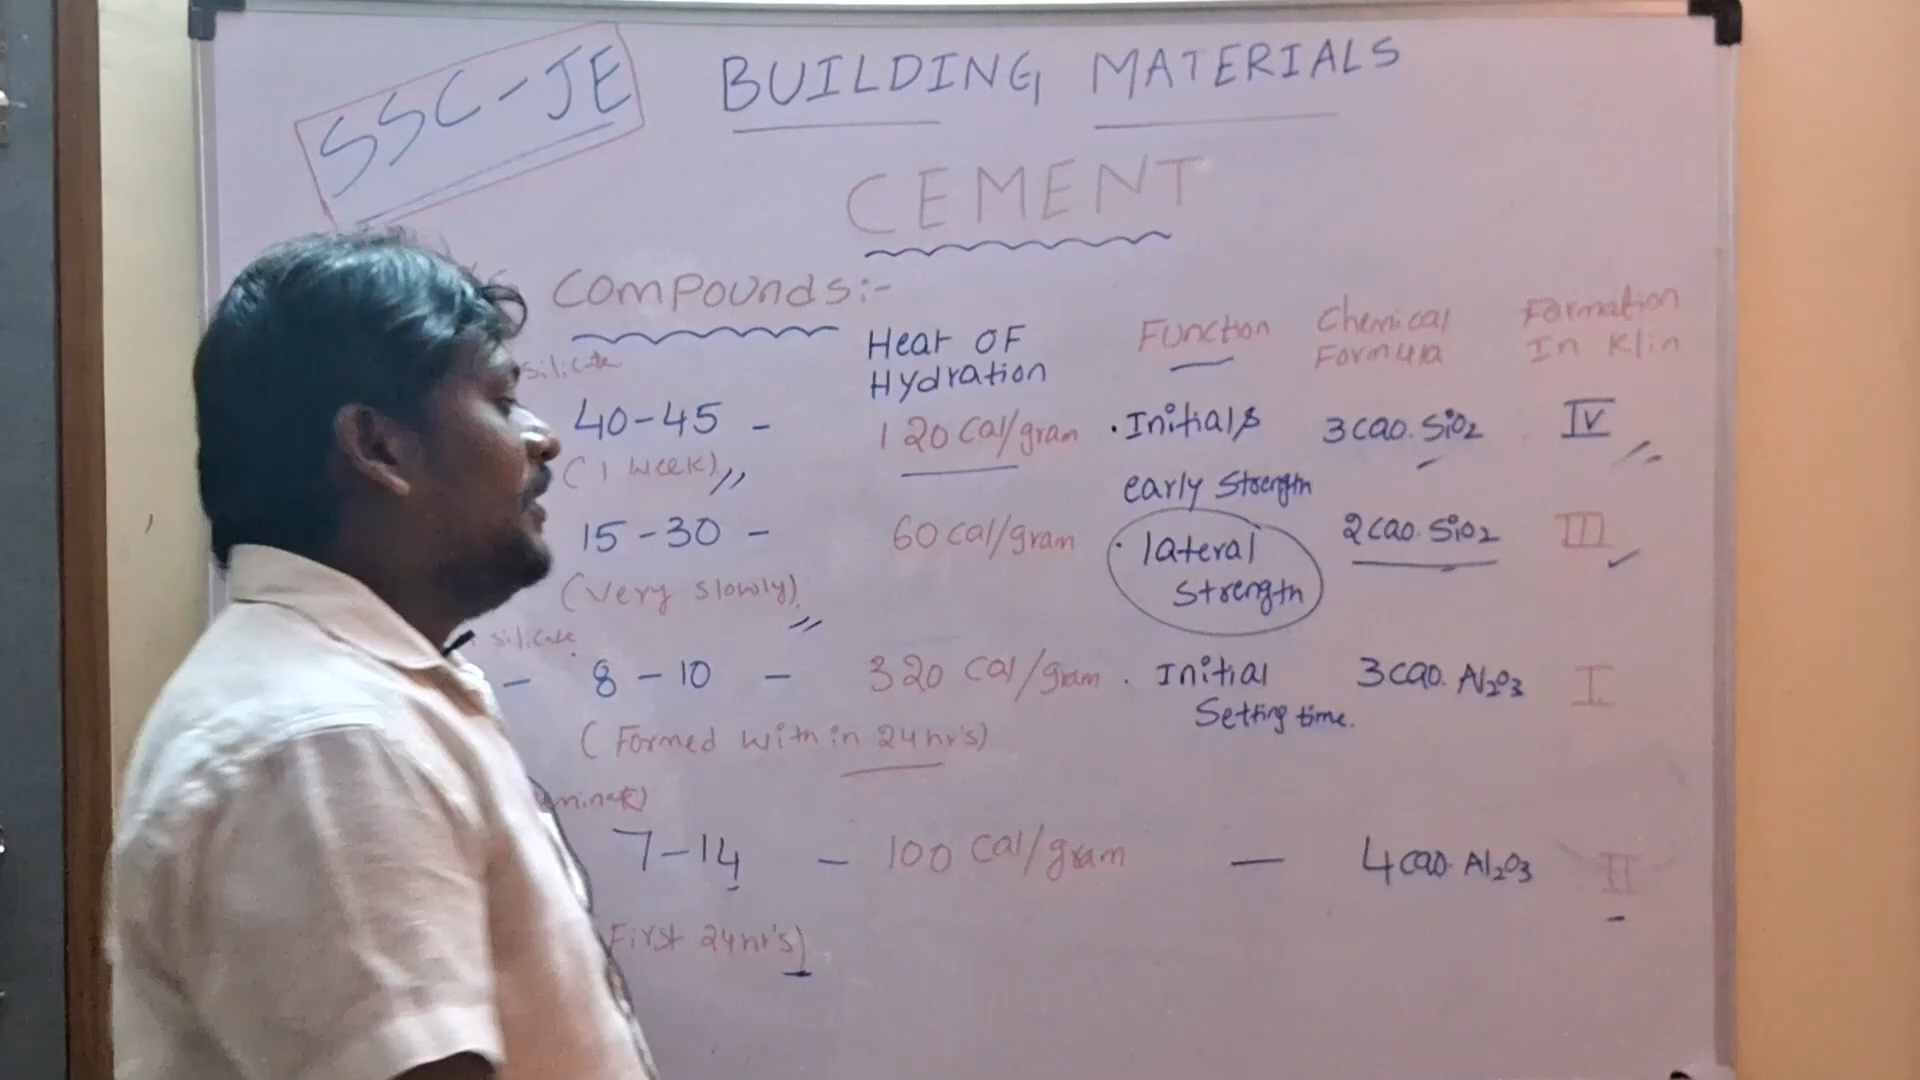 SSC-JE BUILDING MATERIALS
CEMENT
Compounds:-
Heat OF Hydration
Function
Chemical Formula
Formation In Klin
silicate
40-45 - 120 Cal/gram . Initial & early Strength 3CaO.SiO2 IV
(1 week)
15-30 - 60 Cal/gram . lateral Strength 2CaO.SiO2 III
(very slowly)
silicate
- 8-10 - 320 Cal/gram . Initial Setting time. 3CaO.Al2O3 I
(Formed within 24hr's)
7-14 - 100 Cal/gram - 4CaO.Al2O3 II
First 24hr's)